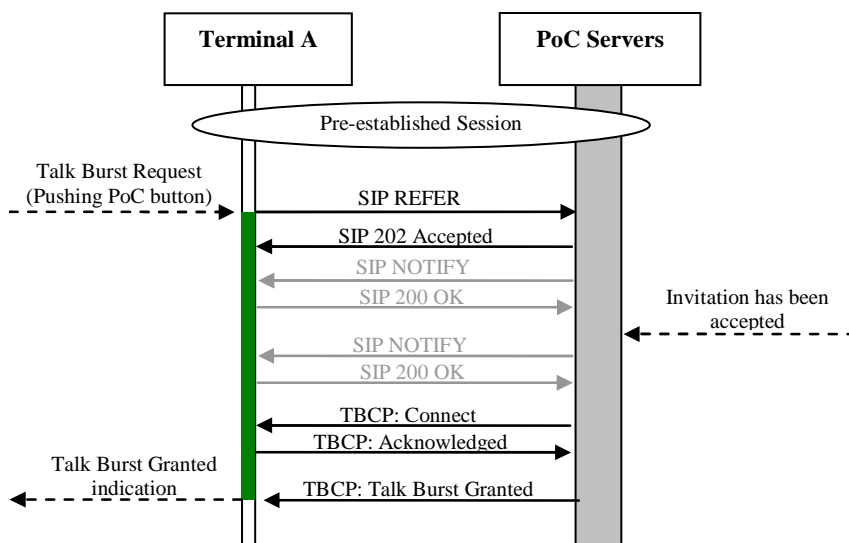 Terminal A
PoC Servers
Pre-established Session
Talk Burst Request
(Pushing PoC button)
SIP REFER
SIP 202 Accepted
SIP NOTIFY
SIP 200 OK
Invitation has been
accepted
SIP NOTIFY
SIP 200 OK
TBCP: Connect
TBCP: Acknowledged
Talk Burst Granted
indication
TBCP: Talk Burst Granted